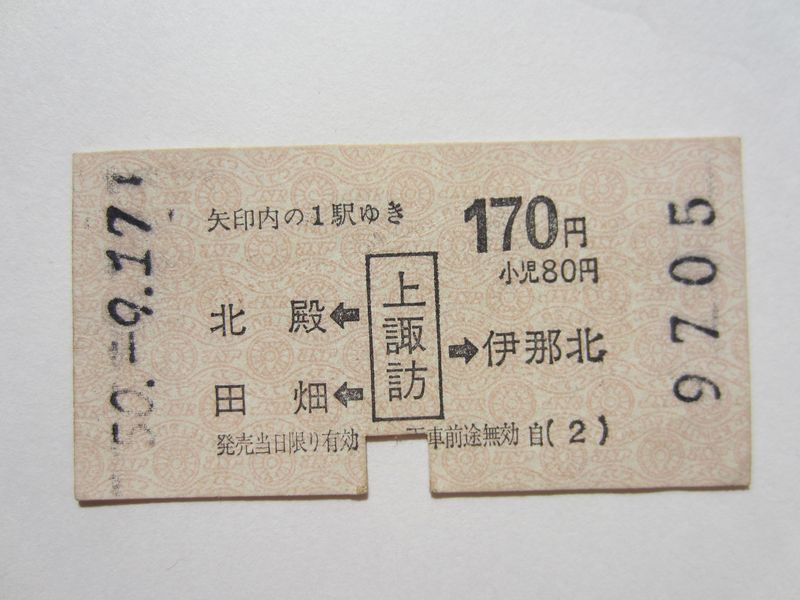 矢印内の1駅ゆき
170円
小児80円
上諏訪
北殿←
田畑←
→伊那北
発売当日限り有効
車前途無効 自(2)
50.-9.17
9705